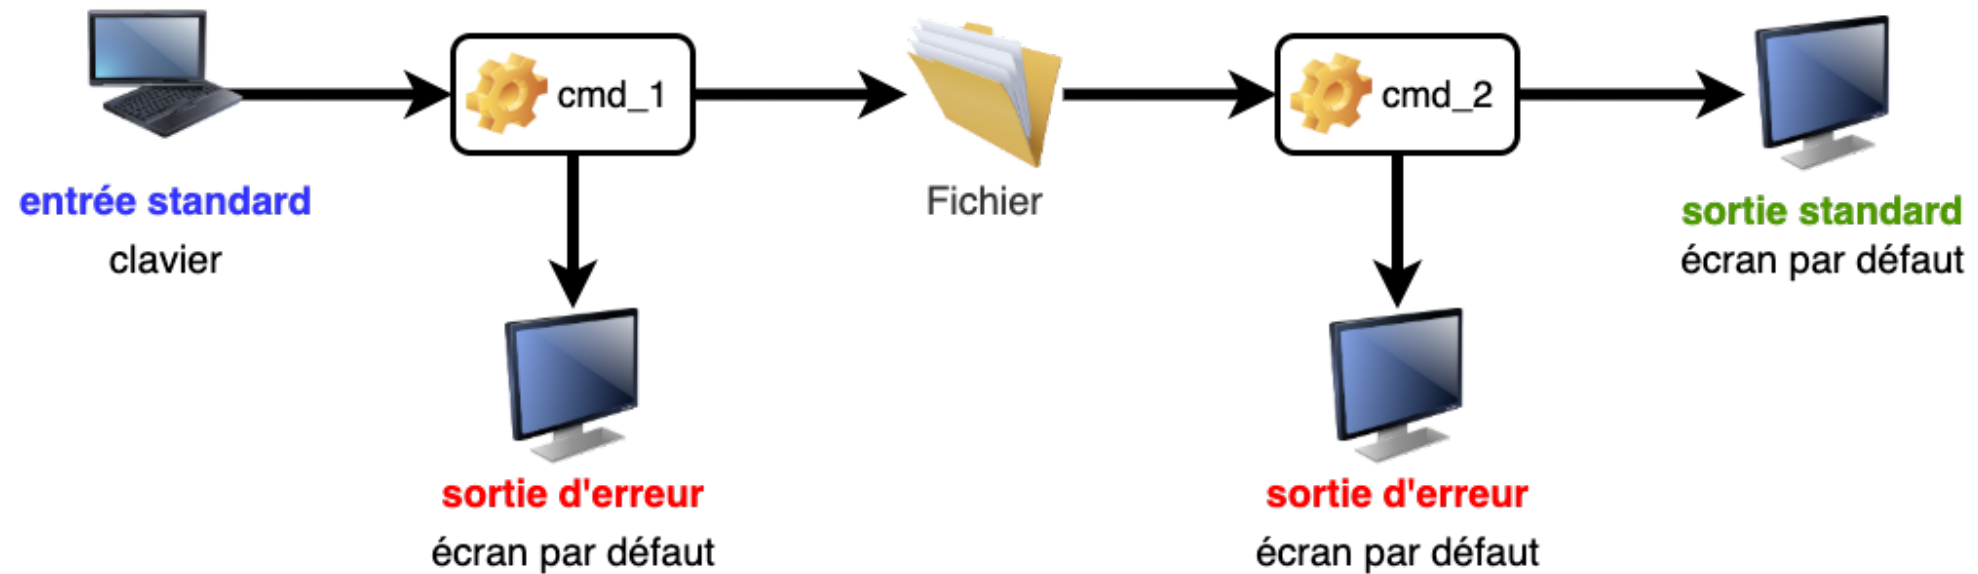 cmd_1
cmd_2
entrée standard
clavier
Fichier
sortie standard
écran par défaut
sortie d'erreur
écran par défaut
sortie d'erreur
écran par défaut